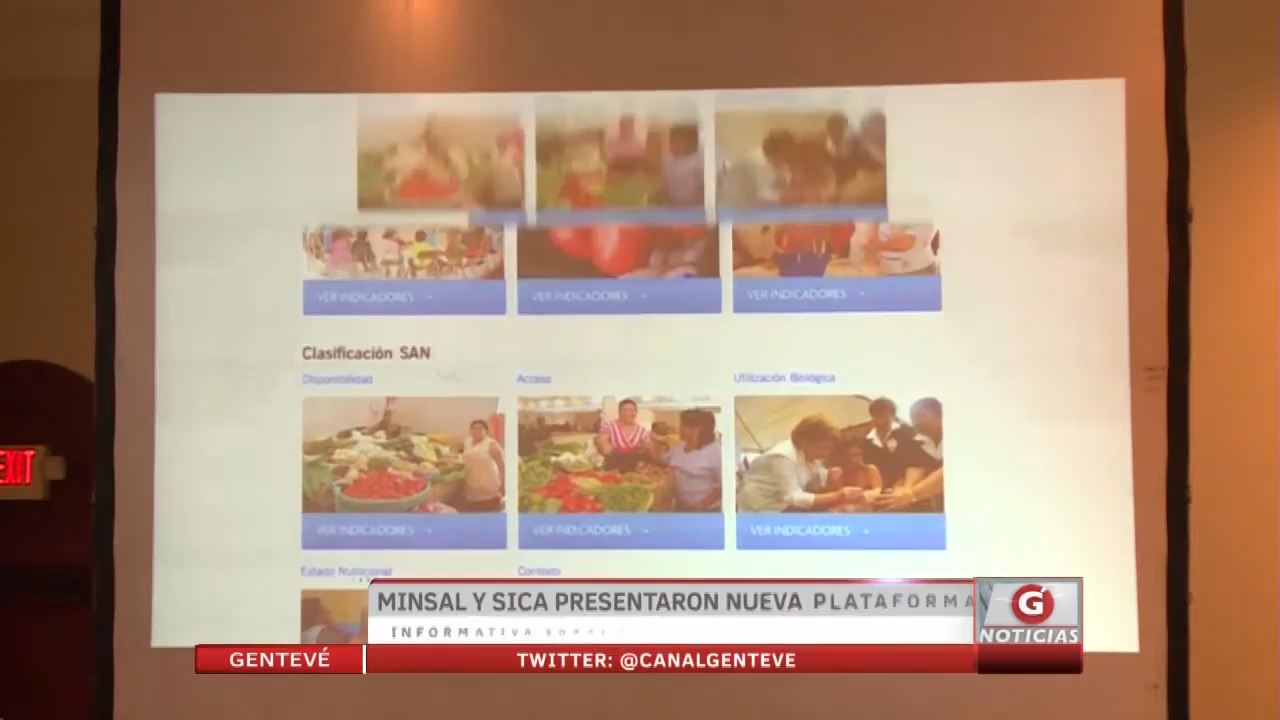 VER INDICADORES
VER INDICADORES
VER INDICADORES
Clasificación SAN
Disponibilidad
Acceso
Utilización Biológica
VER INDICADORES
VER INDICADORES
VER INDICADORES
Estado Nutricional
Contexto
EXIT
MINSAL Y SICA PRESENTARON NUEVA PLATAFORMA
INFORMATIVA
G
NOTICIAS
GENTEVÉ
TWITTER: @CANALGENTEVE